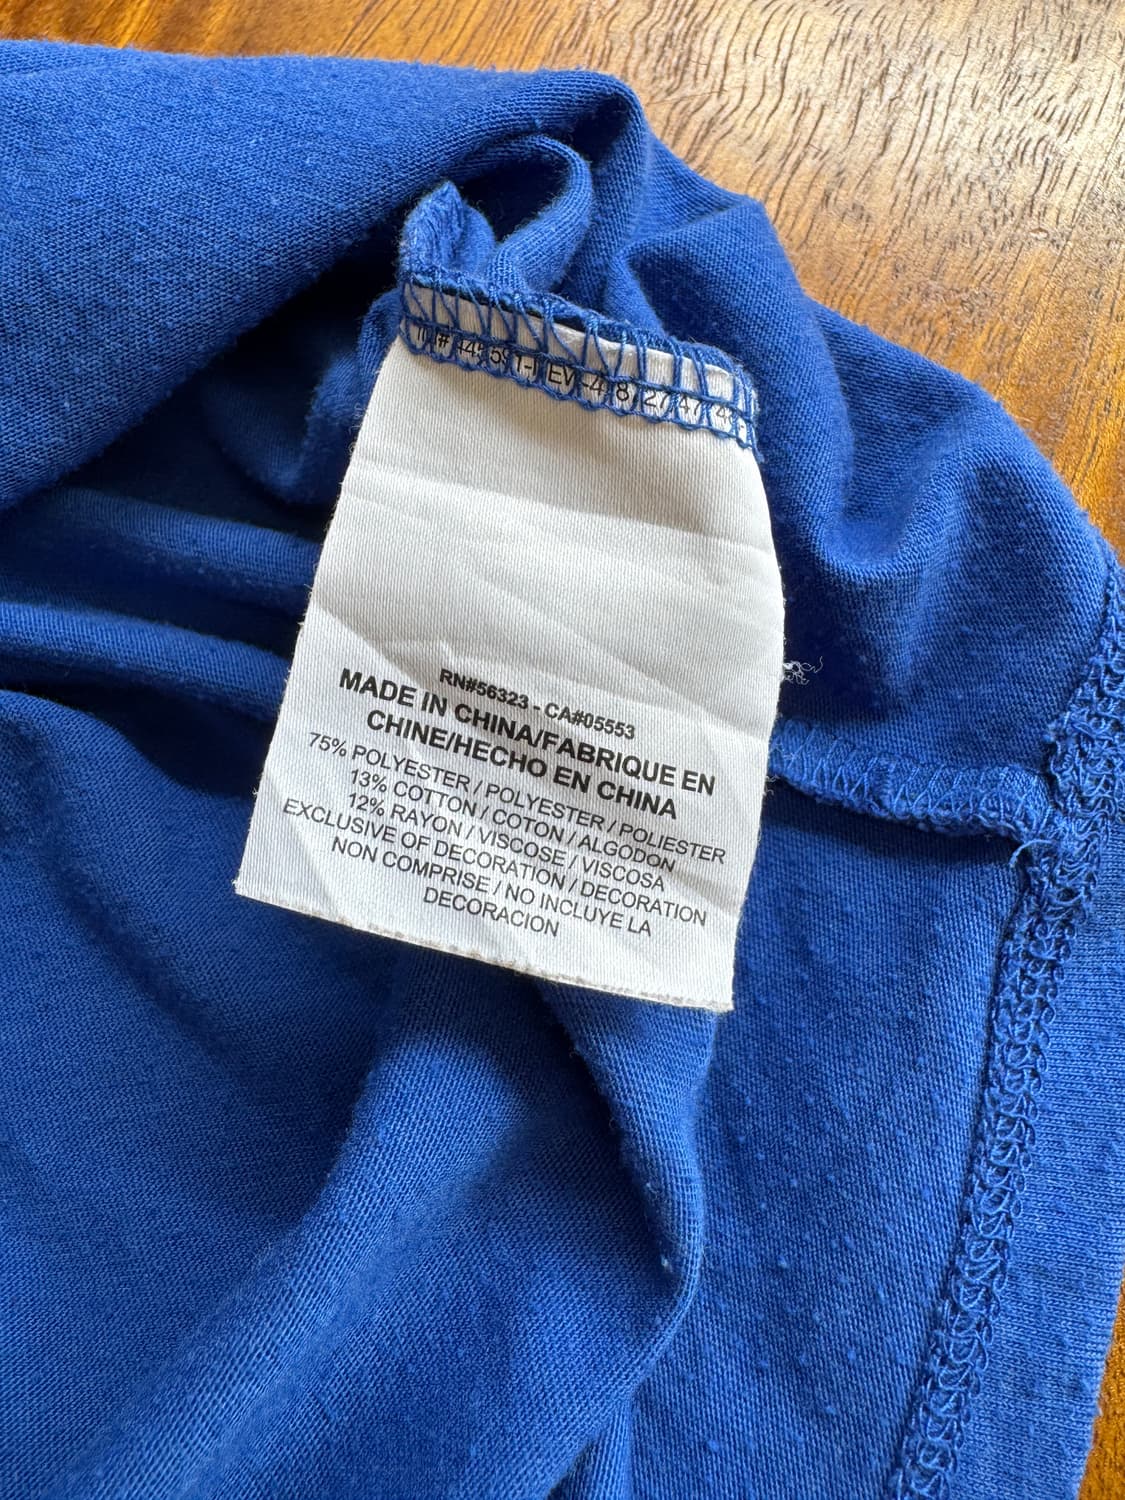 RN#56323 - CA#05553
MADE IN CHINA/FABRIQUE EN
CHINE/HECHO EN CHINA
75% POLYESTER / POLYESTER / POLIESTER
13% COTTON / COTON / ALGODON
12% RAYON / VISCOSE / VISCOSA
EXCLUSIVE OF DECORATION / DECORATION
NON COMPRISE / NO INCLUYE LA
DECORACION